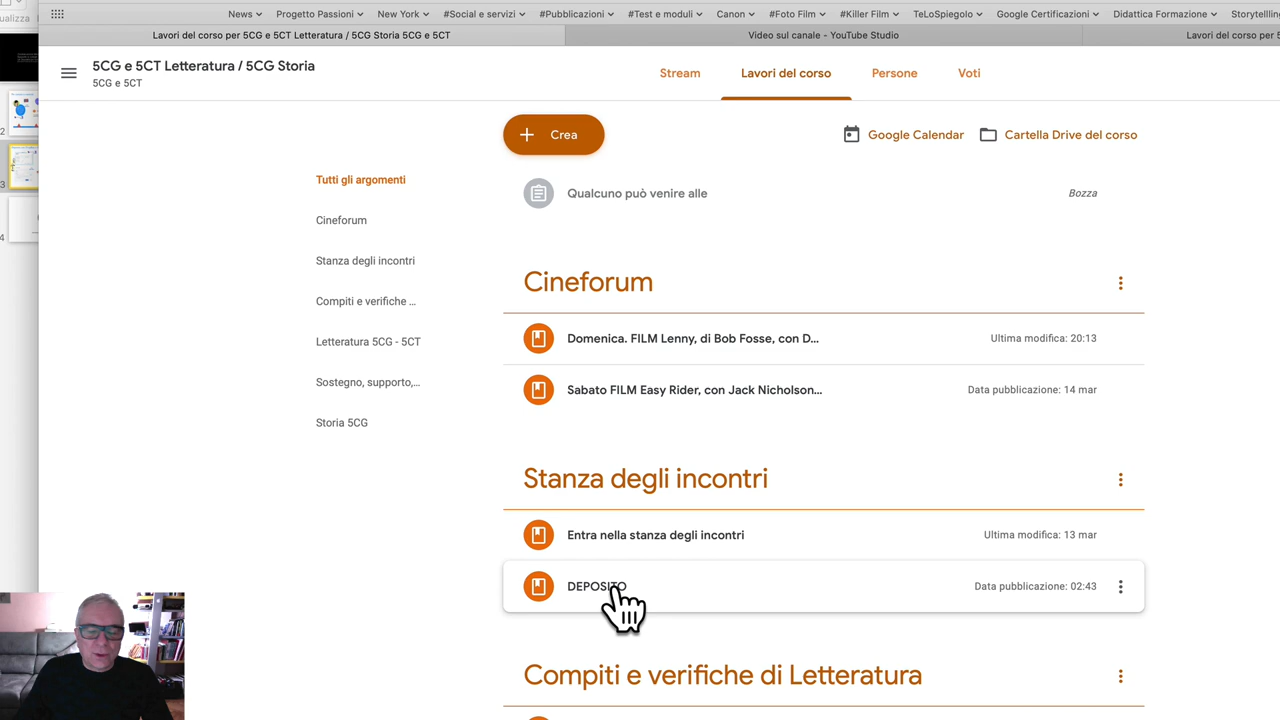 ualizza
News
Progetto Passioni
New York
#Social e servizi
#Pubblicazioni
#Test e moduli
Canon
#Foto Film
#Killer Film
TeLoSpiegolo
Google Certificazioni
Didattica Formazione
Storytelllin
Lavori del corso per 5CG e 5CT Letteratura / 5CG Storia 5CG e 5CT
Video sul canale - YouTube Studio
Lavori del corso per 5
5CG e 5CT Letteratura / 5CG Storia
5CG e 5CT
Stream
Lavori del corso
Persone
Voti
Crea
Google Calendar
Cartella Drive del corso
Tutti gli argomenti
Cineforum
Stanza degli incontri
Compiti e verifiche ...
Letteratura 5CG - 5CT
Sostegno, supporto,...
Storia 5CG
Qualcuno può venire alle
Bozza
Cineforum
Domenica. FILM Lenny, di Bob Fosse, con D...
Ultima modifica: 20:13
Sabato FILM Easy Rider, con Jack Nicholson...
Data pubblicazione: 14 mar
Stanza degli incontri
Entra nella stanza degli incontri
Ultima modifica: 13 mar
DEPOSITO
Data pubblicazione: 02:43
Compiti e verifiche di Letteratura
2
3
4